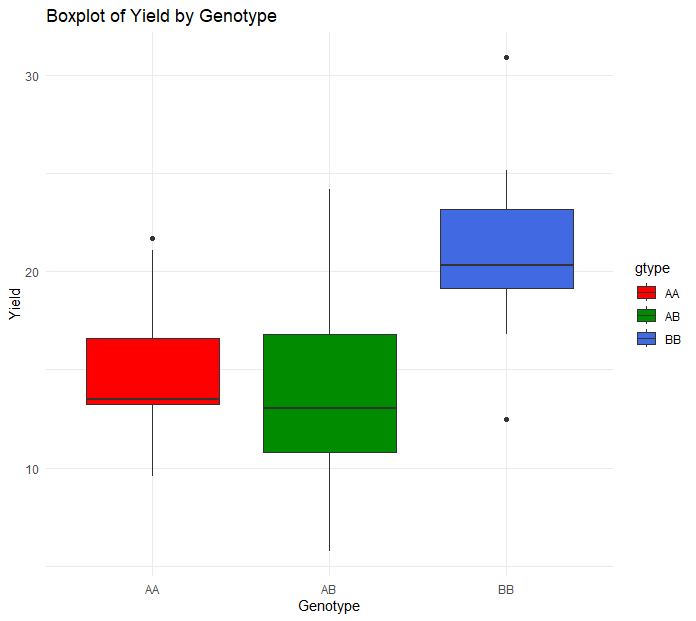 Boxplot of Yield by Genotype
30
20
10
Yield
AA
AB
BB
Genotype
gtype
AA
AB
BB